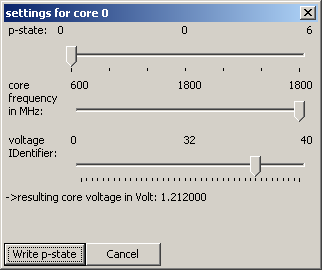 settings for core 0
p-state: 0 0 6
core frequency in MHz: 600 1800 1800
voltage IDentifier: 0 32 40
->resulting core voltage in Volt: 1.212000
Write p-state Cancel